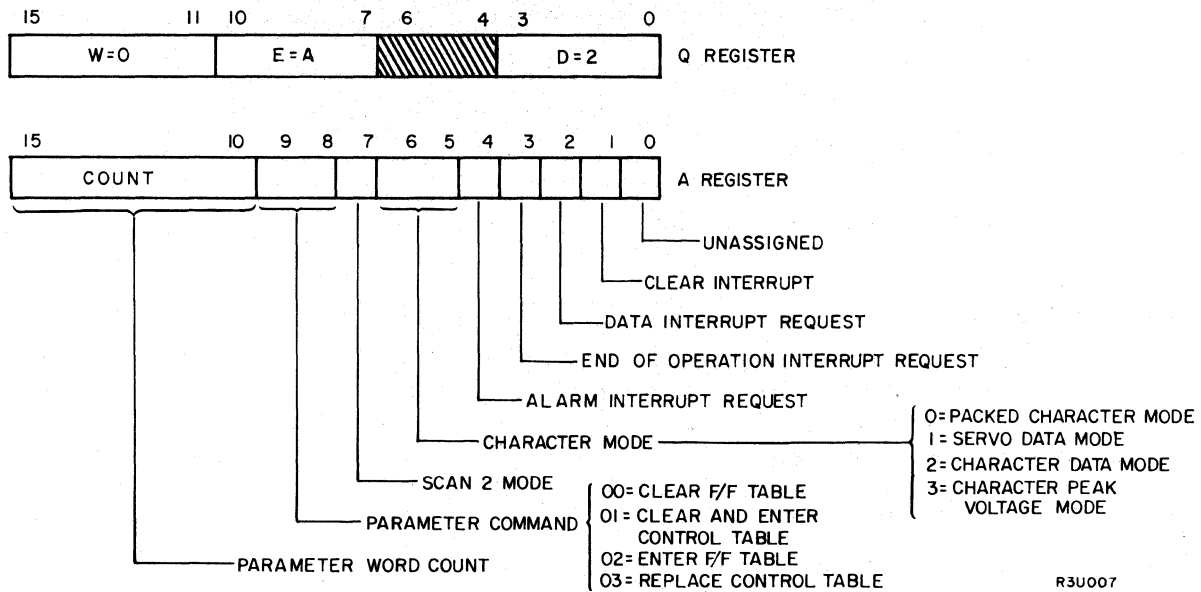 15 11 10 7 6 4 3 0
W=0 E=A D=2 Q REGISTER
15 10 9 8 7 6 5 4 3 2 1 0
COUNT A REGISTER
UNASSIGNED
CLEAR INTERRUPT
DATA INTERRUPT REQUEST
END OF OPERATION INTERRUPT REQUEST
ALARM INTERRUPT REQUEST
CHARACTER MODE
0=PACKED CHARACTER MODE
1=SERVO DATA MODE
2=CHARACTER DATA MODE
3=CHARACTER PEAK
VOLTAGE MODE
SCAN 2 MODE
PARAMETER COMMAND
00=CLEAR F/F TABLE
01=CLEAR AND ENTER
CONTROL TABLE
02=ENTER F/F TABLE
03=REPLACE CONTROL TABLE
PARAMETER WORD COUNT
R3U007